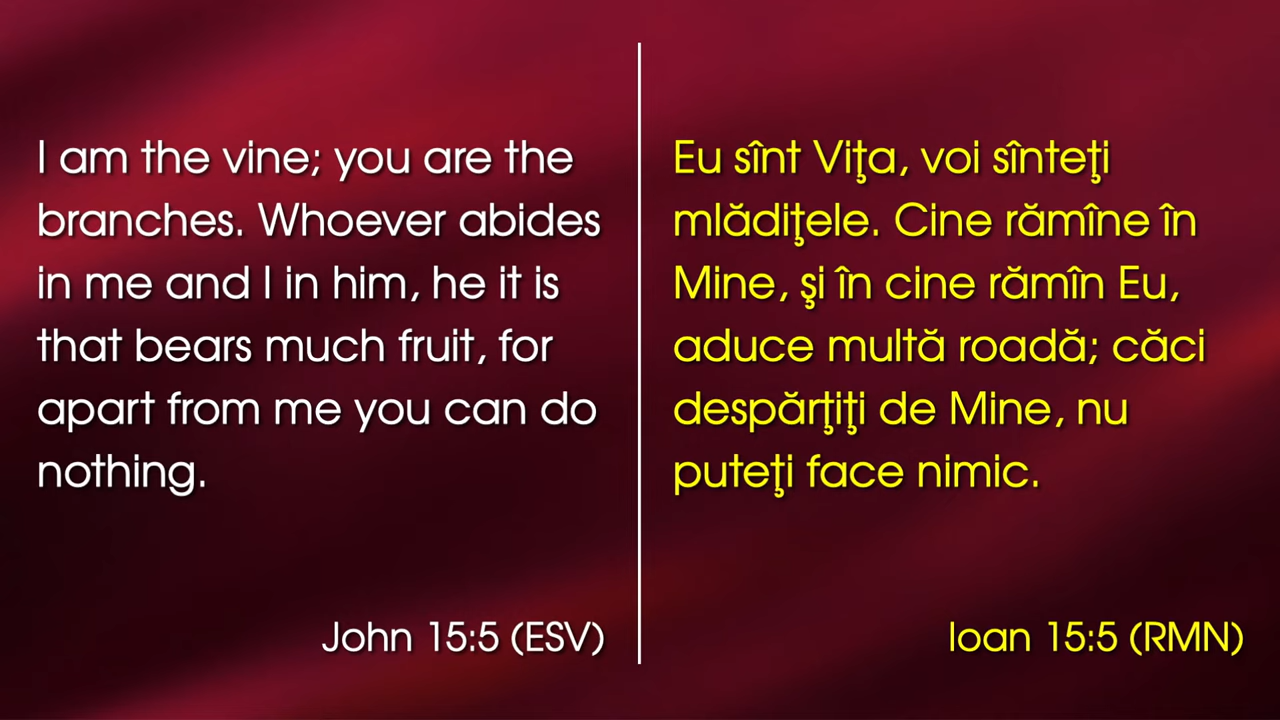 I am the vine; you are the
branches. Whoever abides
in me and I in him, he it is
that bears much fruit, for
apart from me you can do
nothing.
John 15:5 (ESV)
Eu sînt Viţa, voi sînteţi
mlădiţele. Cine rămîne în
Mine, şi în cine rămîn Eu,
aduce multă roadă; căci
despărţiţi de Mine, nu
puteţi face nimic.
Ioan 15:5 (RMN)